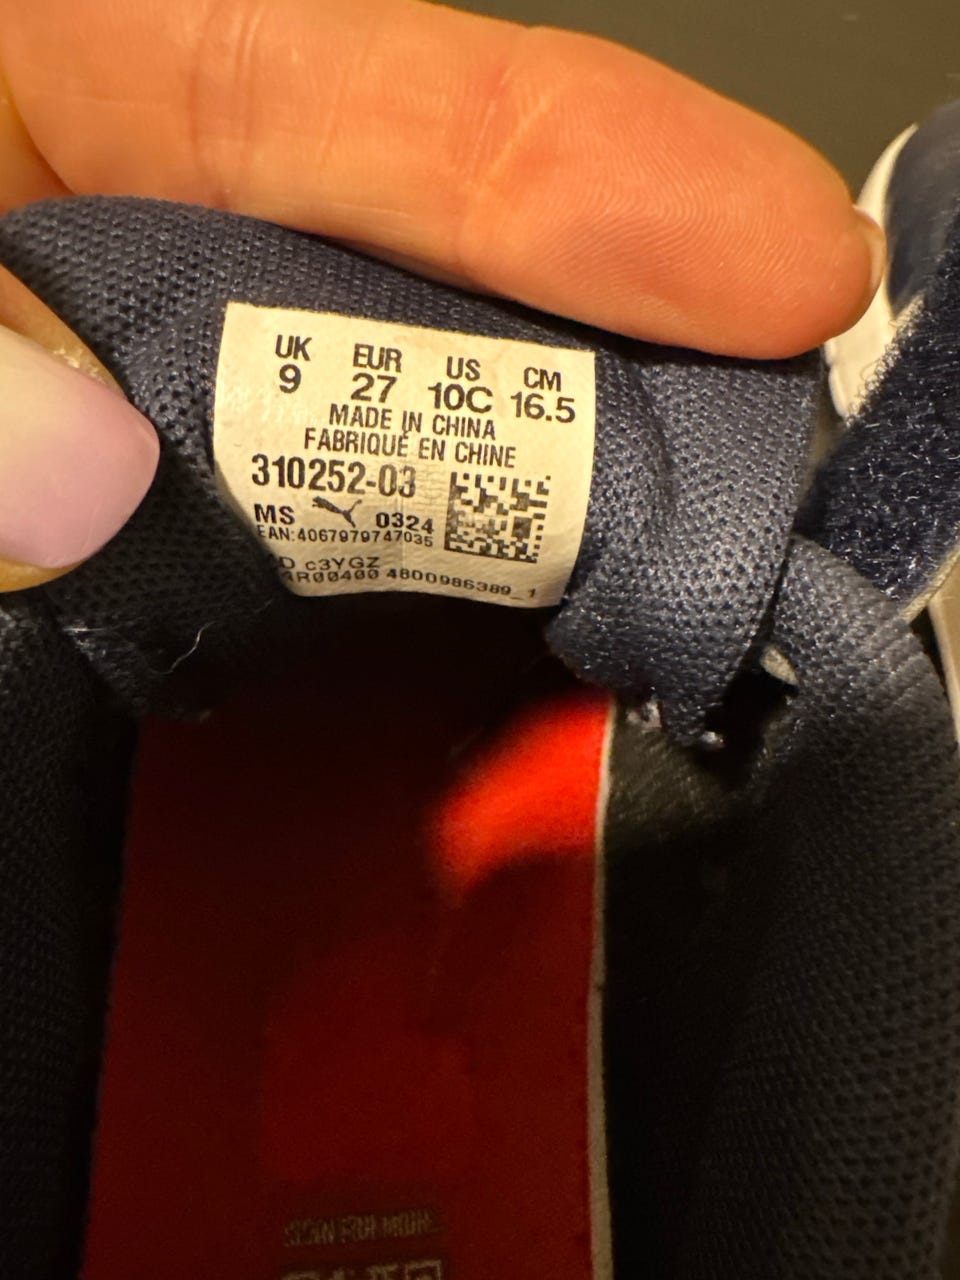 UK EUR US CM
9 27 10C 16.5
MADE IN CHINA
FABRIQUÉ EN CHINE
310252-03
MS 0324
EAN:4067979747035
D c3YGZ
1R00400 4800986389_1